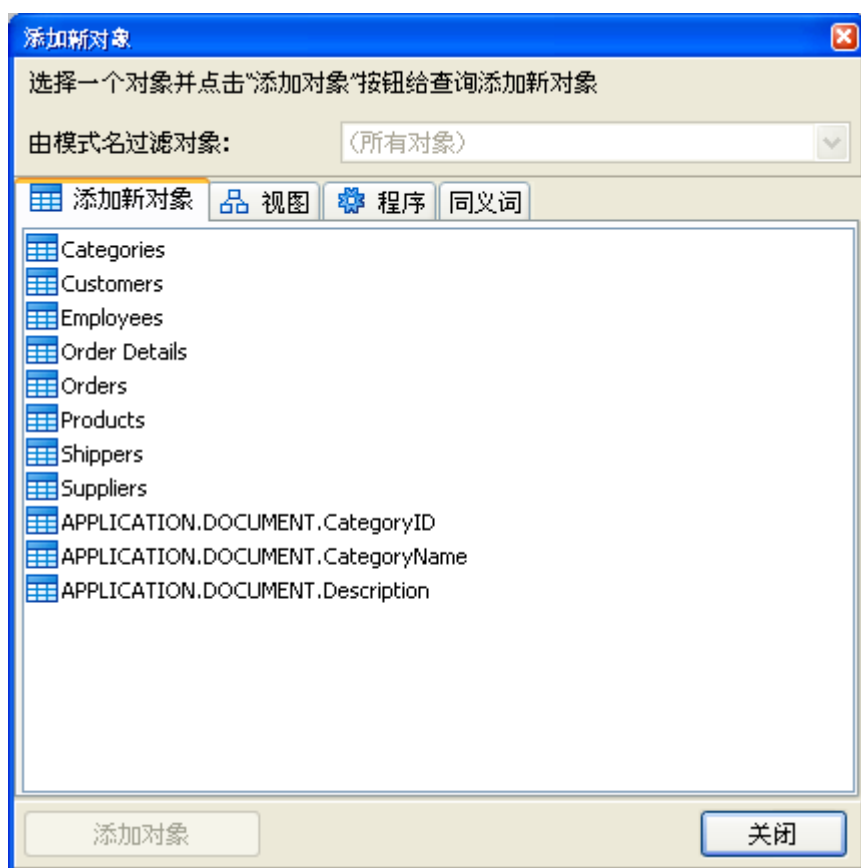 添加新对象
选择一个对象并点击“添加对象”按钮给查询添加新对象
由模式名过滤对象: (所有对象)
添加新对象 视图 程序 同义词
Categories
Customers
Employees
Order Details
Orders
Products
Shippers
Suppliers
APPLICATION.DOCUMENT.CategoryID
APPLICATION.DOCUMENT.CategoryName
APPLICATION.DOCUMENT.Description
添加对象 关闭